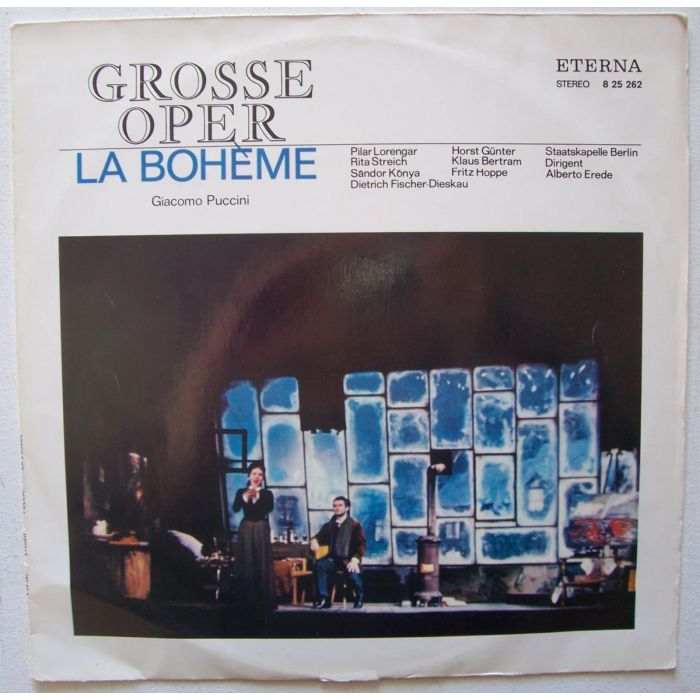 GROSSE
OPER
LA BOHÈME
Giacomo Puccini
Pilar Lorengar
Rita Streich
Sándor Kónya
Dietrich Fischer-Dieskau
Horst Günter
Klaus Bertram
Fritz Hoppe
Staatskapelle Berlin
Dirigent
Alberto Erede
ETERNA
STEREO 8 25 262